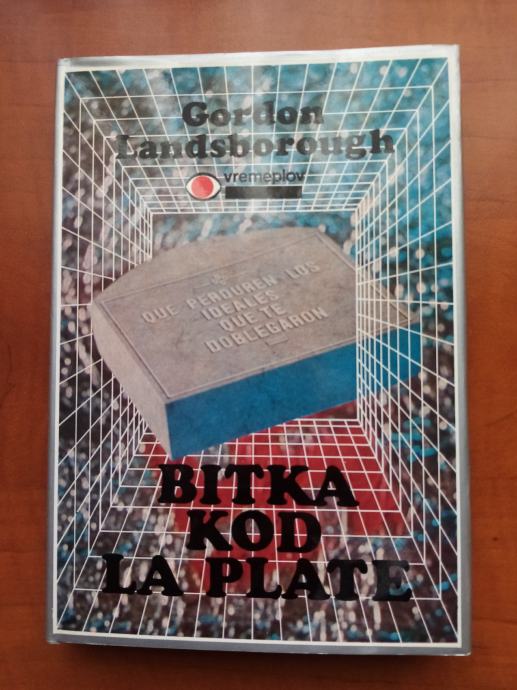 Gordon
Landsborough
vremeplov
QUE PERDUREN LOS
IDEALES
QUE TE
DOBLEGARON
BITKA
KOD
LA PLATE